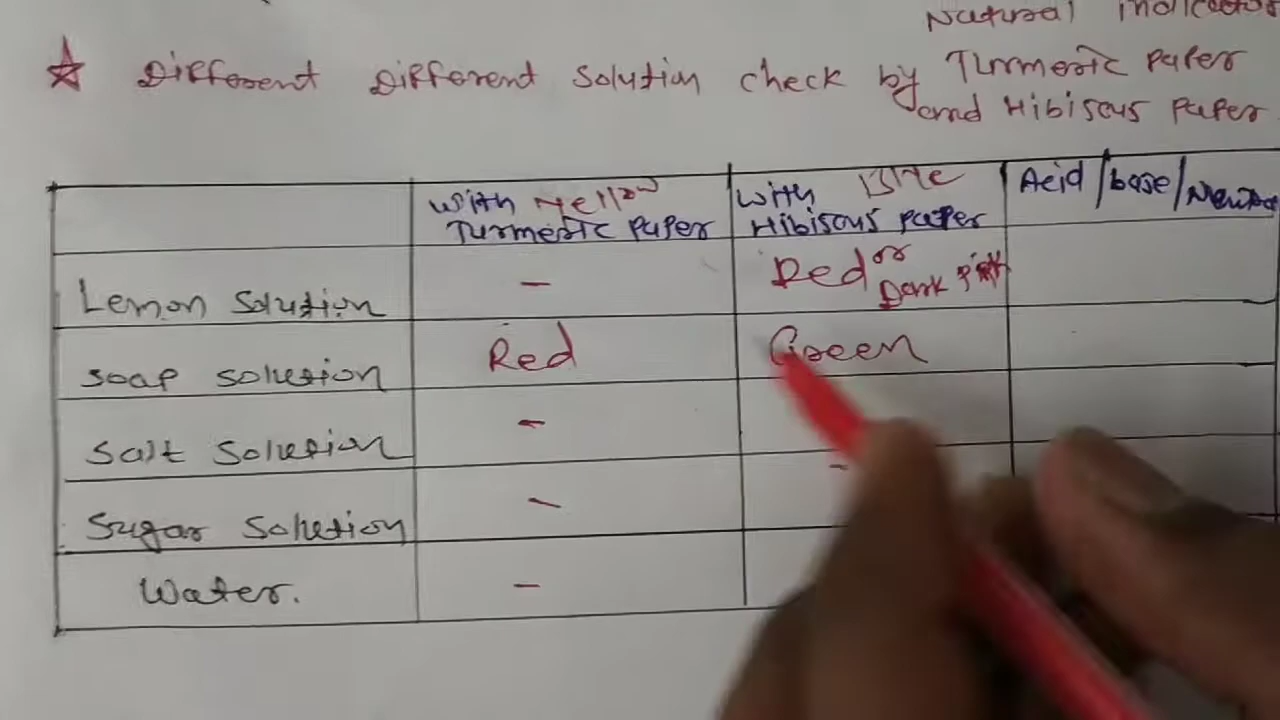 Natural indicator
★ Different Different Solution check by Turmeric Paper
and Hibiscus Paper
with Yellow Turmeric Paper
with Blue Hibiscus Paper
Acid/base/Neutral
Lemon Solution - Red or Dark Pink
Soap Solution Red Green
Salt Solution -
Sugar Solution - -
Water. -